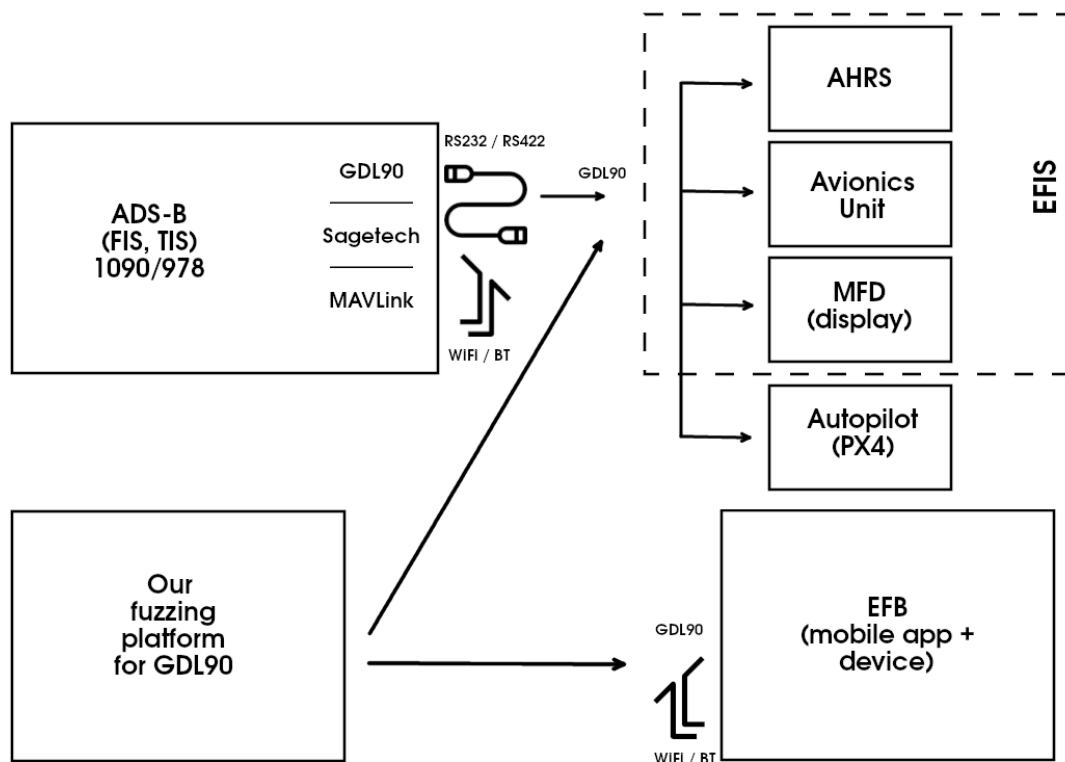 ADS-B
(FIS, TIS)
1090/978
GDL90
Sagetech
MAVLink
RS232 / RS422
WIFI / BT
GDL90
AHRS
Avionics
Unit
MFD
(display)
EFIS
Autopilot
(PX4)
Our
fuzzing
platform
for GDL90
GDL90
WIFI / BT
EFB
(mobile app +
device)